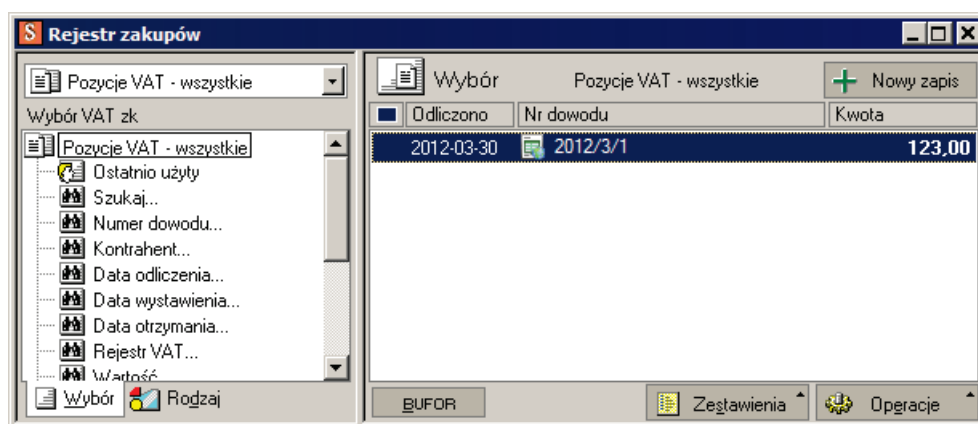 S Rejestr zakupów
Pozycje VAT - wszystkie
Wybór VAT zk
Pozycje VAT - wszystkie
Ostatnio użyty
Szukaj...
Numer dowodu...
Kontrahent...
Data odliczenia...
Data wystawienia...
Data otrzymania...
Rejestr VAT...
Wartość
Wybór Rodzaj
Wybór Pozycje VAT - wszystkie Nowy zapis
Odliczono Nr dowodu Kwota
2012-03-30 2012/3/1 123,00
BUFOR Zestawienia Operacje